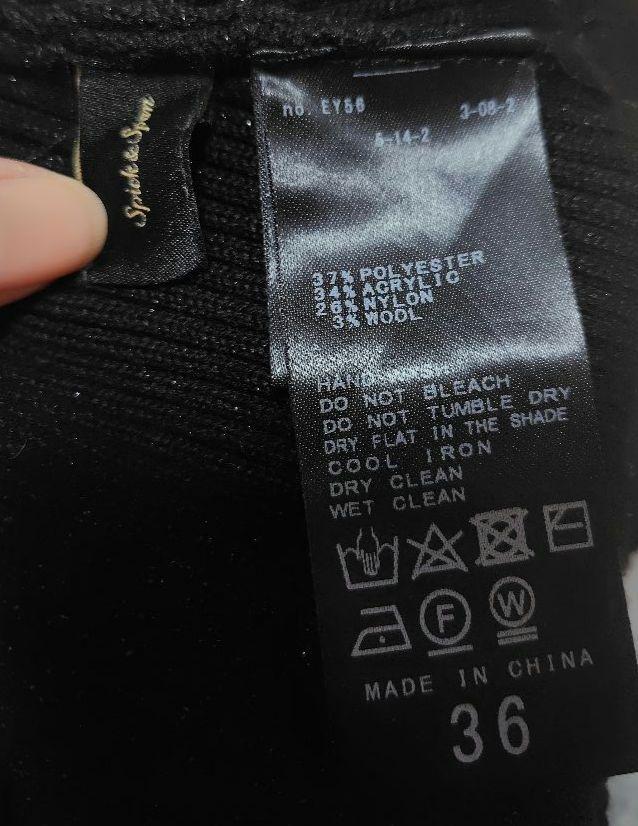 Spick & Span
no. EY56 3-08-2
5-14-2
37% POLYESTER
34% ACRYLIC
26% NYLON
3% WOOL
HAND WASH
DO NOT BLEACH
DO NOT TUMBLE DRY
DRY FLAT IN THE SHADE
COOL IRON
DRY CLEAN
WET CLEAN
F W
MADE IN CHINA
36